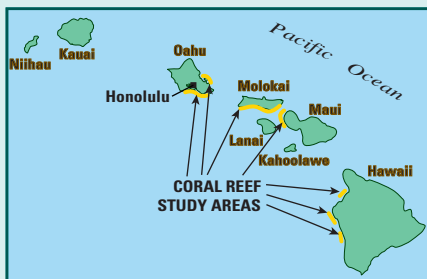 Pacific Ocean
Kauai
Niihau
Oahu
Honolulu
Molokai
Maui
Lanai
Kahoolawe
Hawaii
CORAL REEF
STUDY AREAS